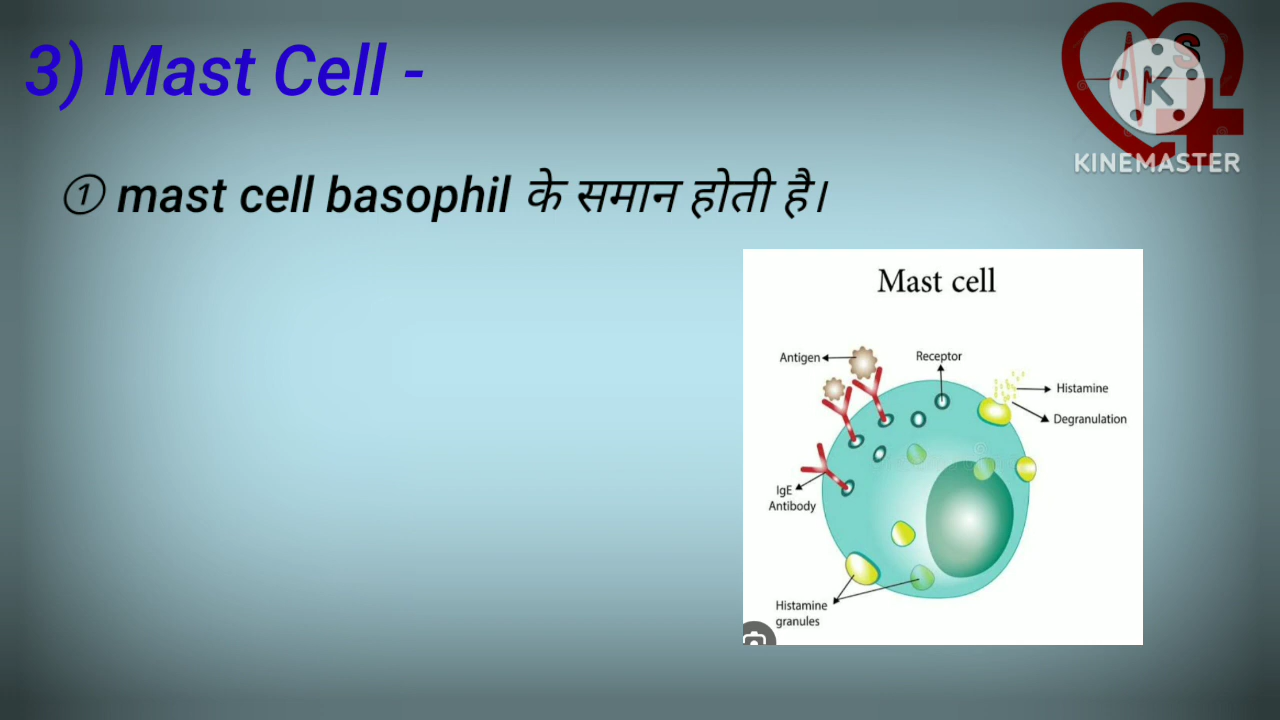 3) Mast Cell -
① mast cell basophil के समान होती है।
S
K
KINEMASTER
Mast cell
Antigen
Receptor
Histamine
Degranulation
IgE
Antibody
Histamine
granules